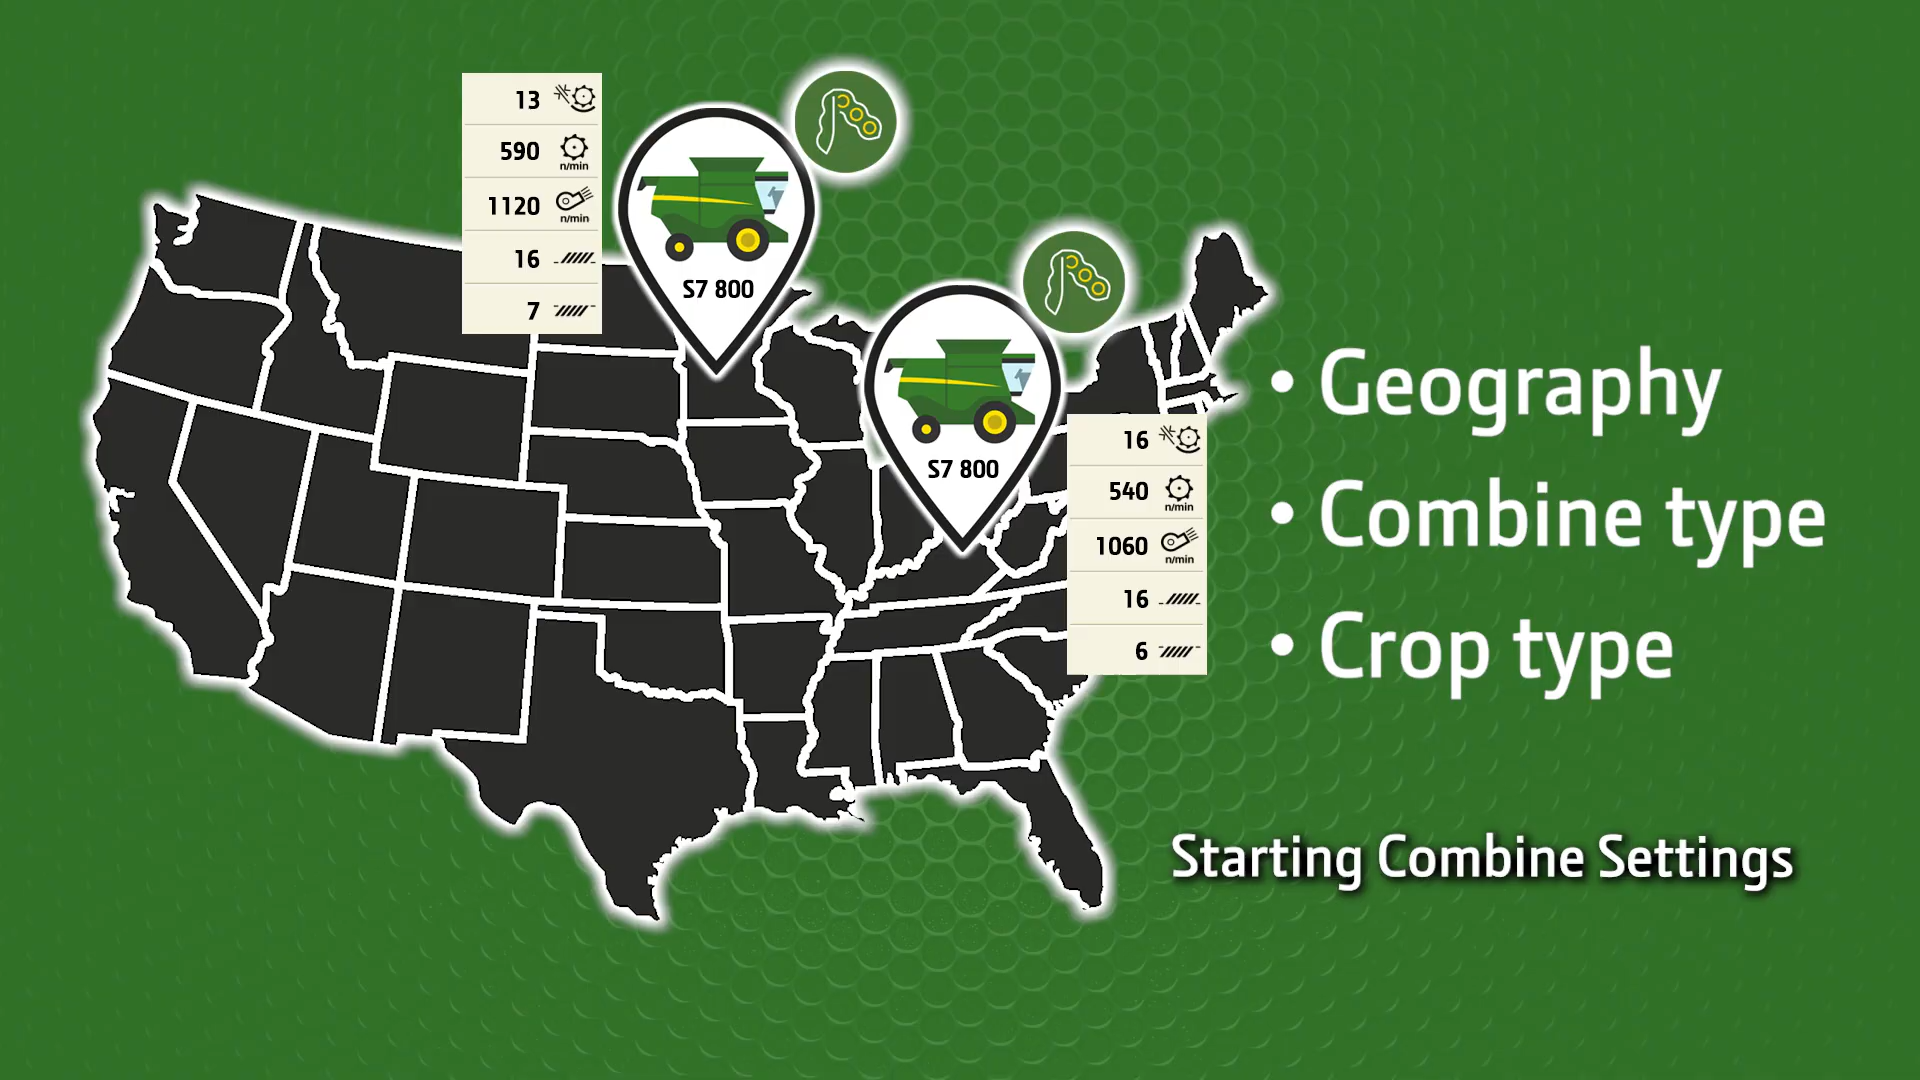 13
590
n/min
1120
n/min
16
7
S7 800
S7 800
16
540
n/min
1060
n/min
16
6
• Geography
• Combine type
• Crop type
Starting Combine Settings